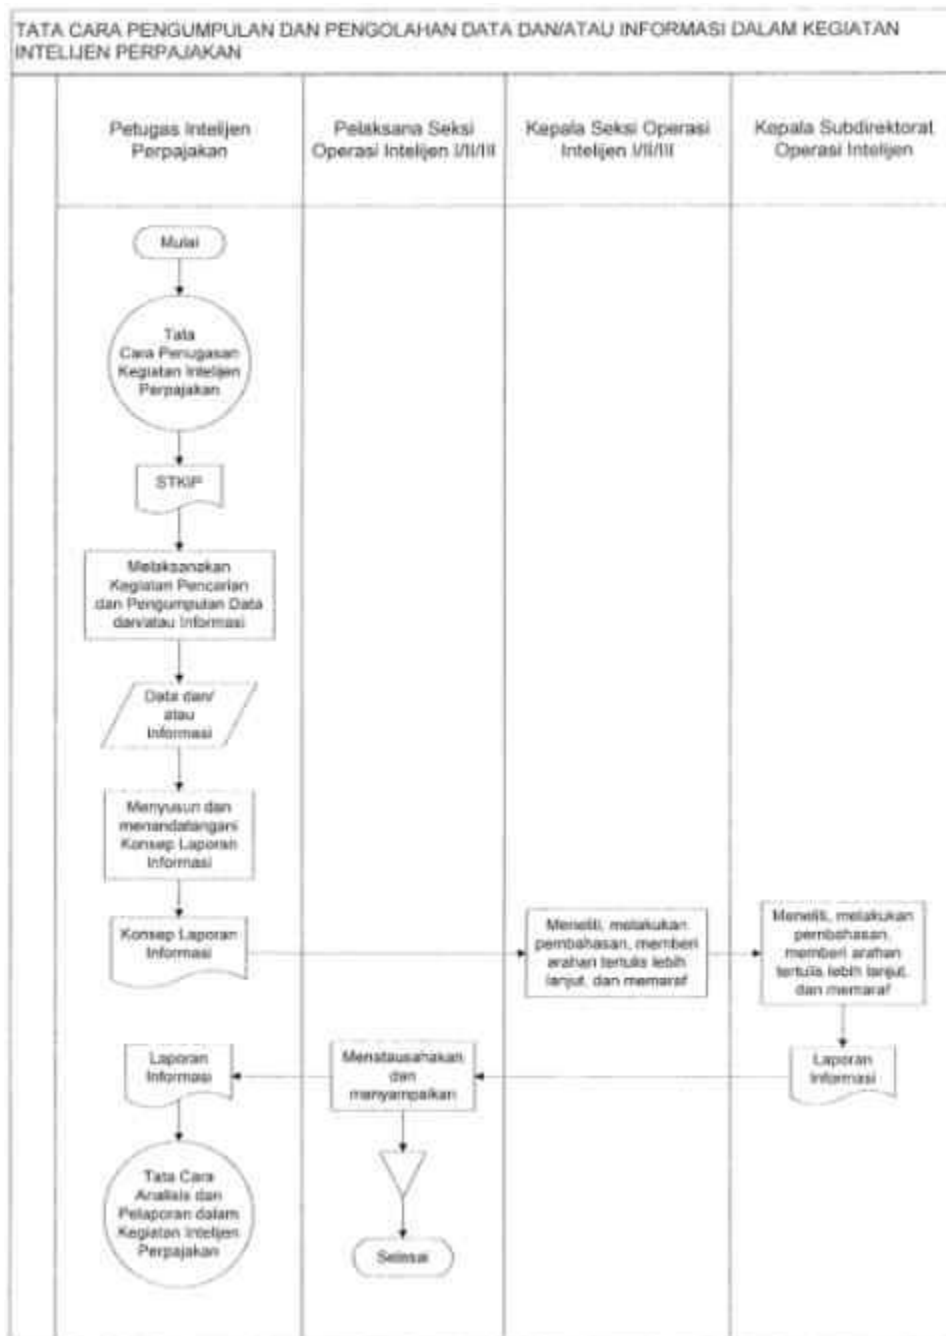 TATA CARA PENGUMPULAN DAN PENGOLAHAN DATA DAN/ATAU INFORMASI DALAM KEGIATAN
INTELIJEN PERPAJAKAN
Petugas Intelijen
Perpajakan
Pelaksana Seksi
Operasi Intelijen I/II/III
Kepala Seksi Operasi
Intelijen I/II/III
Kepala Subdirektorat
Operasi Intelijen
Mulai
Tata
Cara Penugasan
Kegiatan Intelijen
Perpajakan
STKIP
Melaksanakan
Kegiatan Pencarian
dan Pengumpulan Data
dan/atau Informasi
Data dan/
atau
Informasi
Menyusun dan
menandatangani
Konsep Laporan
Informasi
Konsep Laporan
Informasi
Meneliti, melakukan
pembahasan, memberi
arahan tertulis lebih
lanjut, dan memaraf
Meneliti, melakukan
pembahasan,
memberi arahan
tertulis lebih lanjut,
dan memaraf
Laporan
Informasi
Menatausahakan
dan
menyampaikan
Laporan
Informasi
Tata Cara
Analisis dan
Pelaporan dalam
Kegiatan Intelijen
Perpajakan
Selesai